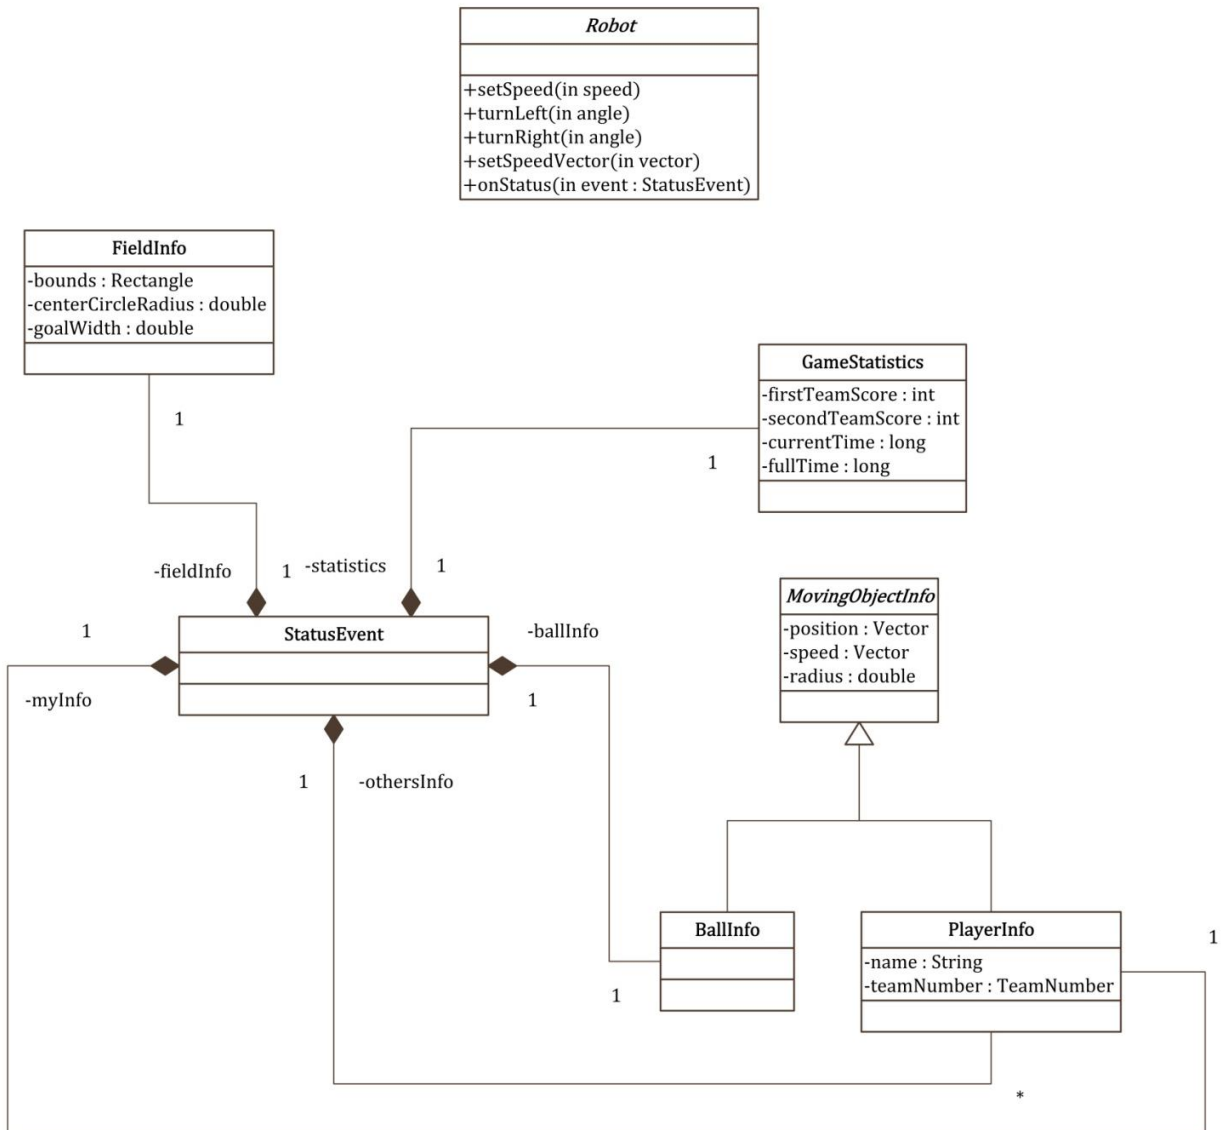 Robot
+setSpeed(in speed)
+turnLeft(in angle)
+turnRight(in angle)
+setSpeedVector(in vector)
+onStatus(in event : StatusEvent)
FieldInfo
-bounds : Rectangle
-centerCircleRadius : double
-goalWidth : double
1
GameStatistics
-firstTeamScore : int
-secondTeamScore : int
-currentTime : long
-fullTime : long
1
-fieldInfo
1
-statistics
1
MovingObjectInfo
-position : Vector
-speed : Vector
-radius : double
1
StatusEvent
-ballInfo
-myInfo
1
1
-othersInfo
BallInfo
PlayerInfo
-name : String
-teamNumber : TeamNumber
1
1
*